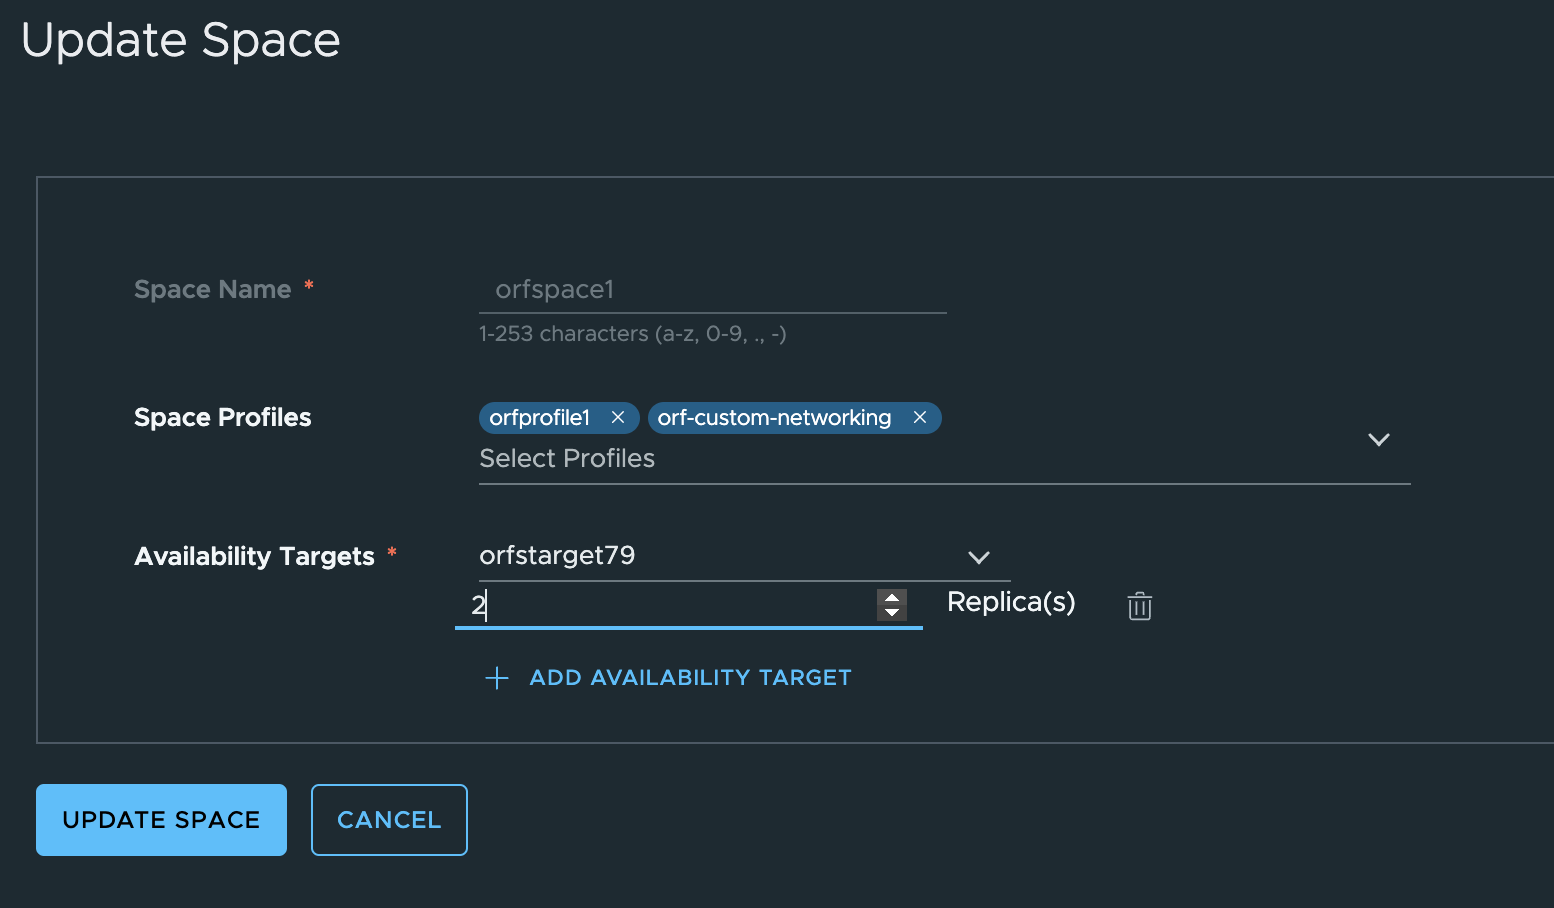 Update Space
Space Name *
orfspace1
1-253 characters (a-z, 0-9, ., -)
Space Profiles
orfprofile1 ×
orf-custom-networking ×
Select Profiles
Availability Targets *
orfstarget79
2
Replica(s)
+ ADD AVAILABILITY TARGET
UPDATE SPACE
CANCEL